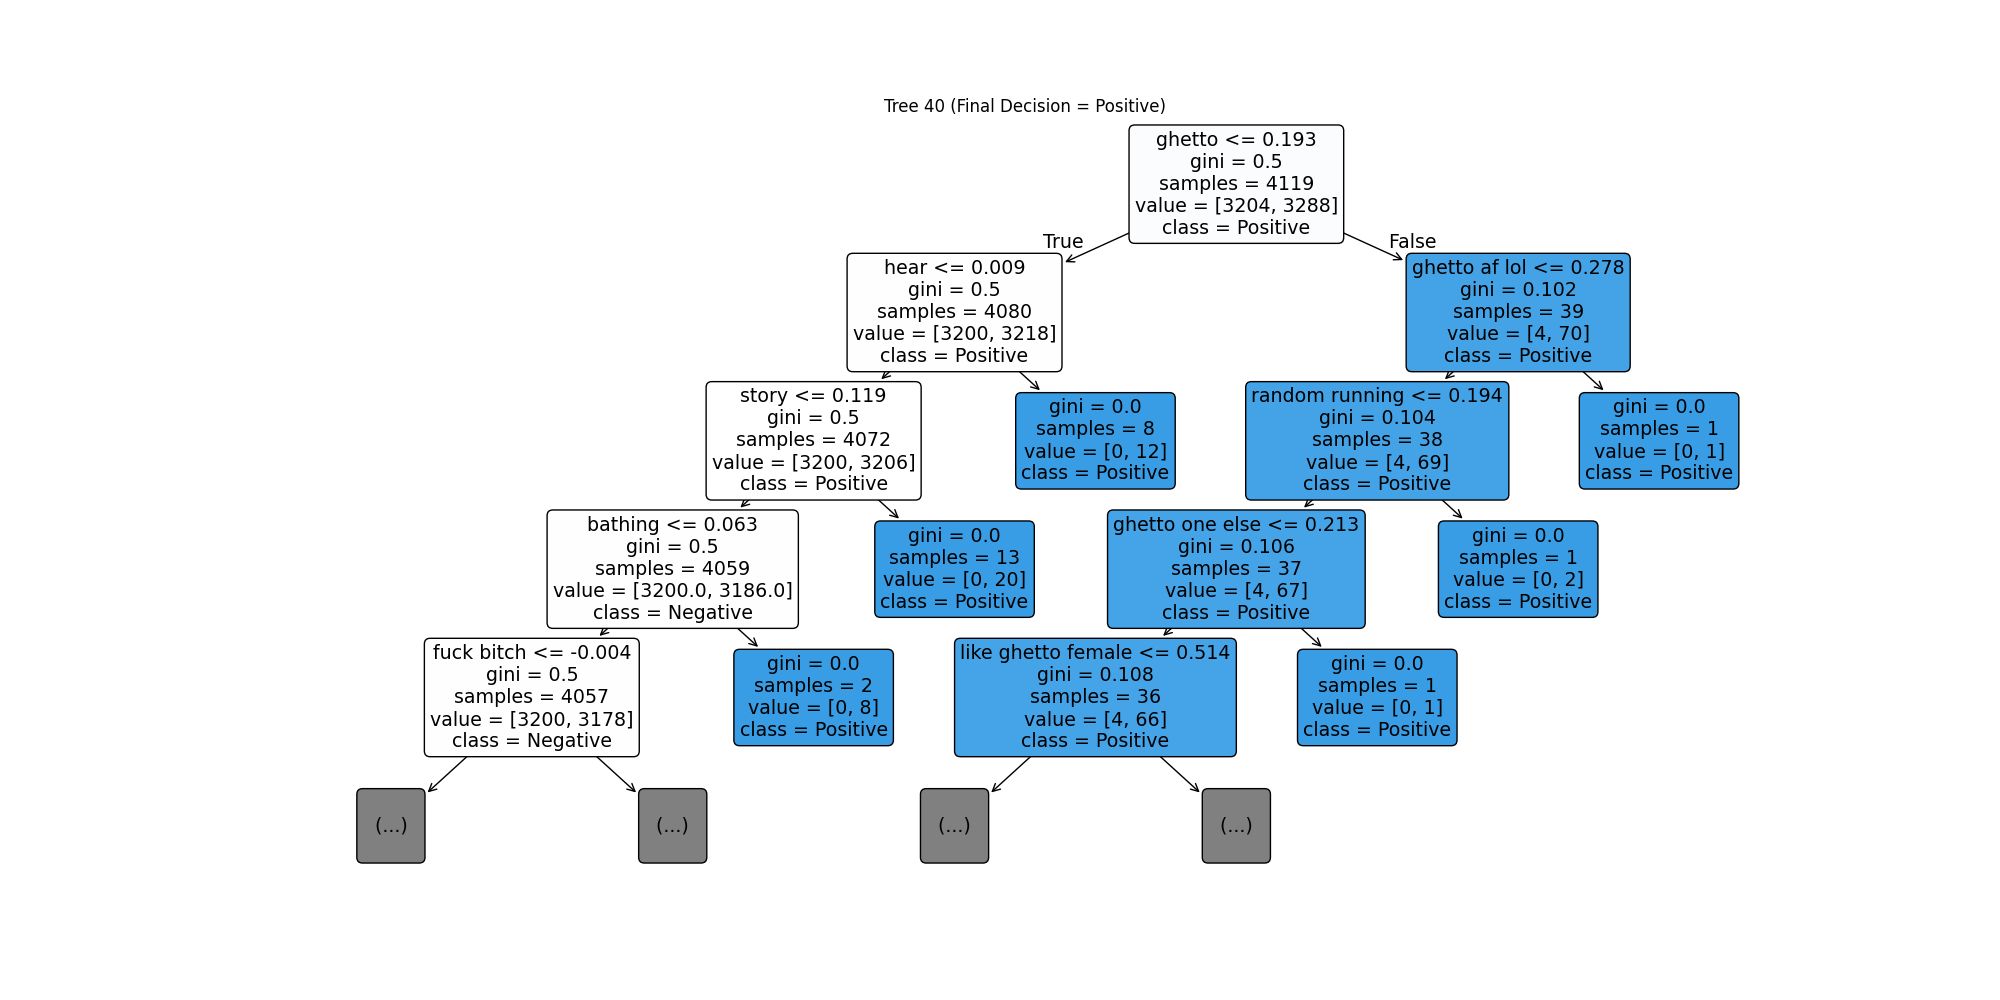 Tree 40 (Final Decision = Positive)
ghetto <= 0.193
gini = 0.5
samples = 4119
value = [3204, 3288]
class = Positive
True
False
hear <= 0.009
gini = 0.5
samples = 4080
value = [3200, 3218]
class = Positive
ghetto af lol <= 0.278
gini = 0.102
samples = 39
value = [4, 70]
class = Positive
story <= 0.119
gini = 0.5
samples = 4072
value = [3200, 3206]
class = Positive
gini = 0.0
samples = 8
value = [0, 12]
class = Positive
random running <= 0.194
gini = 0.104
samples = 38
value = [4, 69]
class = Positive
gini = 0.0
samples = 1
value = [0, 1]
class = Positive
bathing <= 0.063
gini = 0.5
samples = 4059
value = [3200.0, 3186.0]
class = Negative
gini = 0.0
samples = 13
value = [0, 20]
class = Positive
ghetto one else <= 0.213
gini = 0.106
samples = 37
value = [4, 67]
class = Positive
gini = 0.0
samples = 1
value = [0, 2]
class = Positive
fuck bitch <= -0.004
gini = 0.5
samples = 4057
value = [3200, 3178]
class = Negative
gini = 0.0
samples = 2
value = [0, 8]
class = Positive
like ghetto female <= 0.514
gini = 0.108
samples = 36
value = [4, 66]
class = Positive
gini = 0.0
samples = 1
value = [0, 1]
class = Positive
(...)
(...)
(...)
(...)